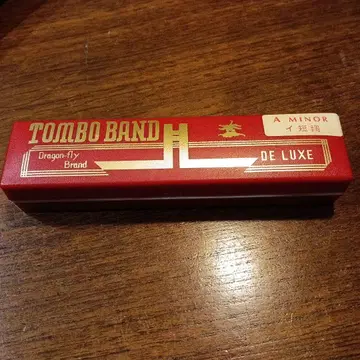 TOMBO BAND
Dragon-fly
Brand
H
DE LUXE
A MINOR
イ短調